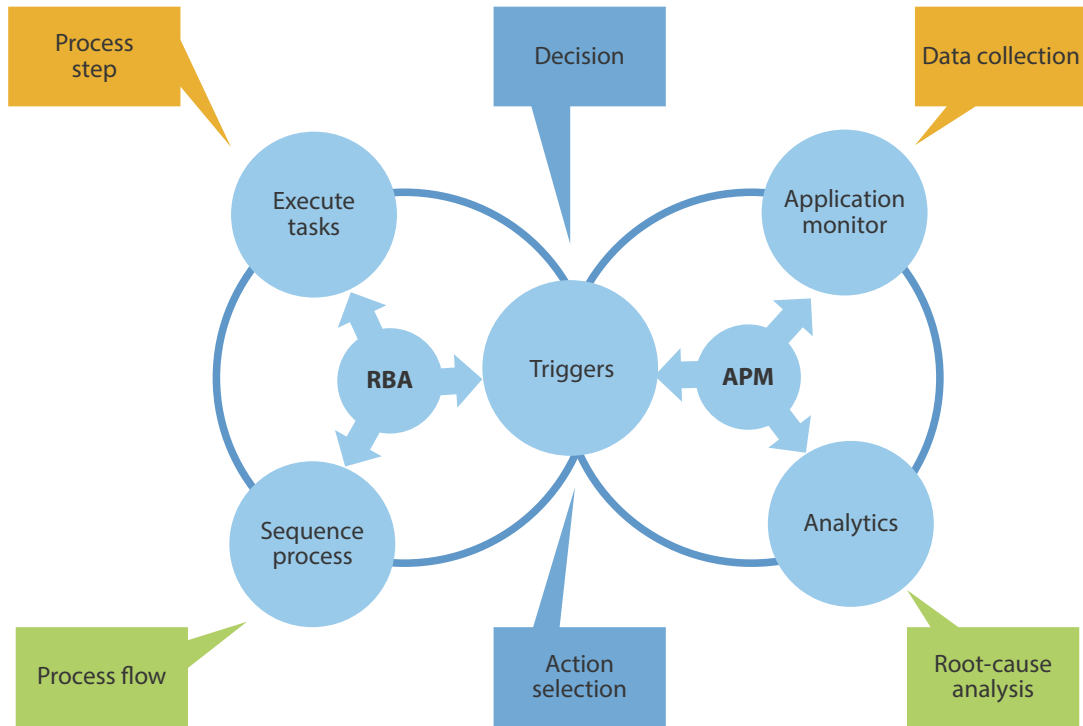 Process
step
Decision
Data collection
Execute
tasks
Application
monitor
RBA
Triggers
APM
Sequence
process
Analytics
Process flow
Action
selection
Root-cause
analysis